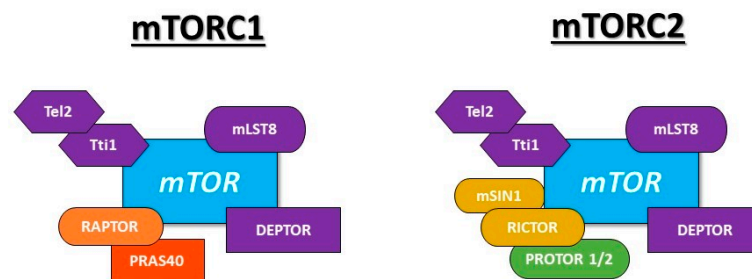 mTORC1
Tel2
Tti1
mLST8
mTOR
RAPTOR
DEPTOR
PRAS40
mTORC2
Tel2
Tti1
mLST8
mTOR
mSIN1
RICTOR
DEPTOR
PROTOR 1/2